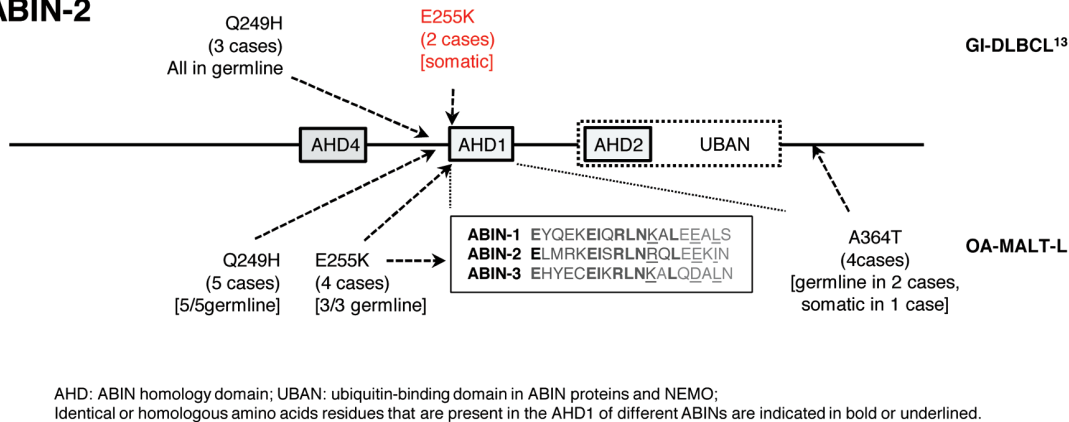 ABIN-2
Q249H
(3 cases)
All in germline
E255K
(2 cases)
[somatic]
GI-DLBCL13
AHD4
AHD1
AHD2
UBAN
Q249H
(5 cases)
[5/5germline]
E255K
(4 cases)
[3/3 germline]
ABIN-1 EYQEKEIQRLNKALEEALS
ABIN-2 ELMRKEISRLNRQLEEKIN
ABIN-3 EHYECEIKRLNKALQDALN
A364T
(4cases)
[germline in 2 cases,
somatic in 1 case]
OA-MALT-L
AHD: ABIN homology domain; UBAN: ubiquitin-binding domain in ABIN proteins and NEMO;
Identical or homologous amino acids residues that are present in the AHD1 of different ABINs are indicated in bold or underlined.